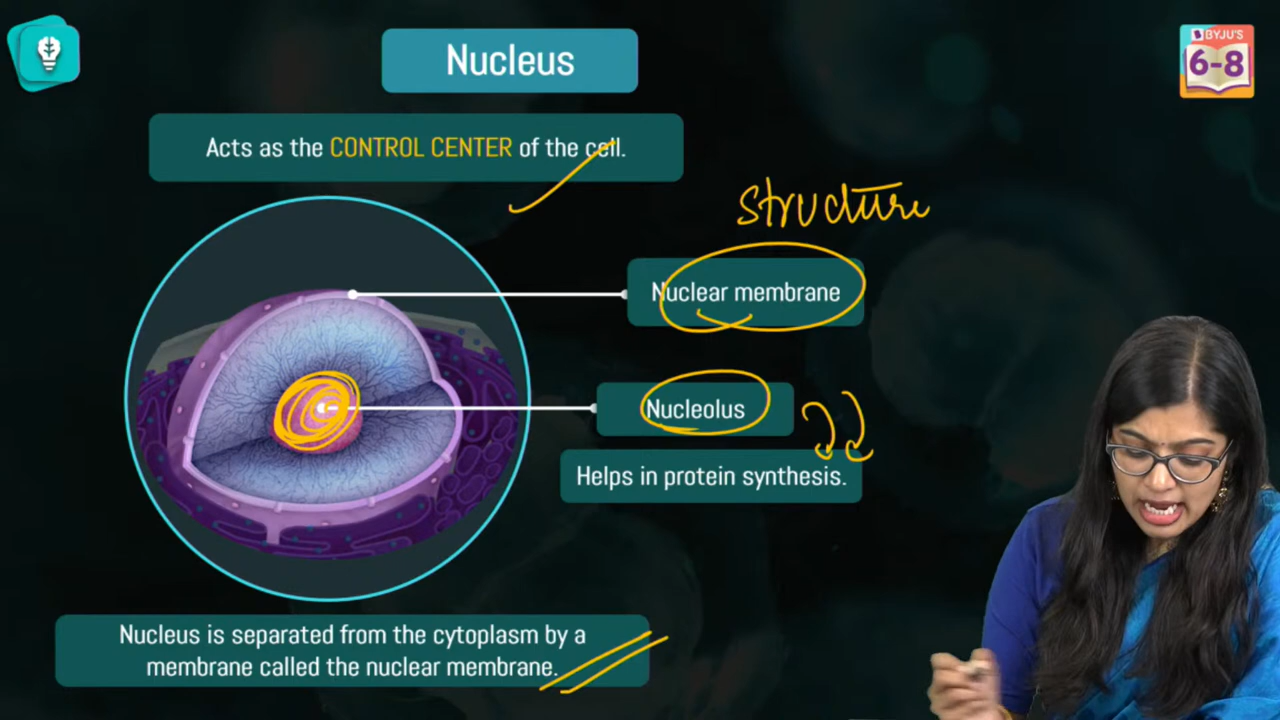 Nucleus
BYJU'S
6-8
Acts as the CONTROL CENTER of the cell.
structure
Nuclear membrane
Nucleolus
Helps in protein synthesis.
Nucleus is separated from the cytoplasm by a
membrane called the nuclear membrane.